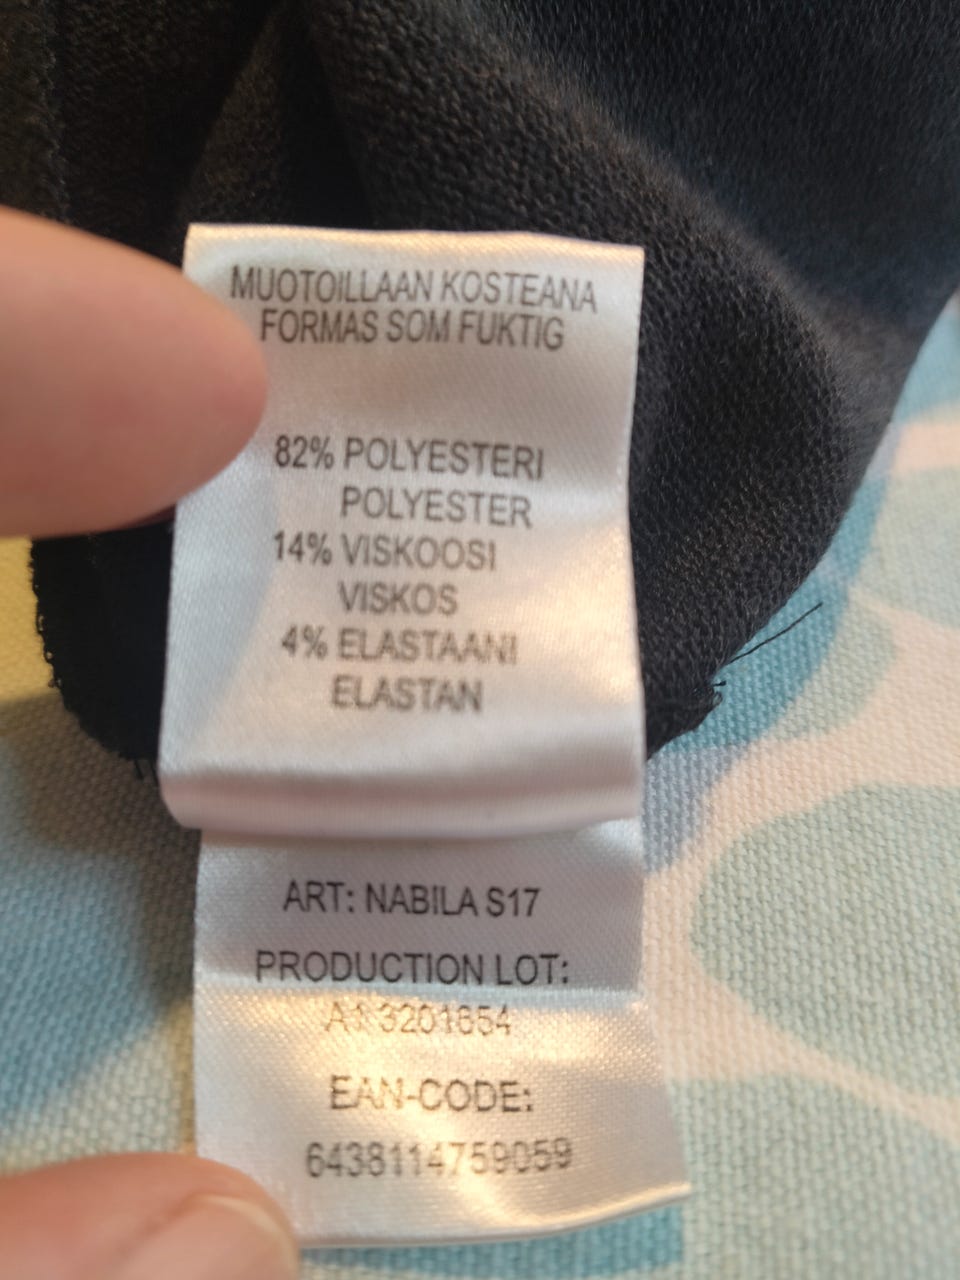 MUOTOILLAAN KOSTEANA
FORMAS SOM FUKTIG
82% POLYESTERI
POLYESTER
14% VISKOOSI
VISKOS
4% ELASTAANI
ELASTAN
ART: NABILA S17
PRODUCTION LOT:
A1 3201654
EAN-CODE:
6438114759059